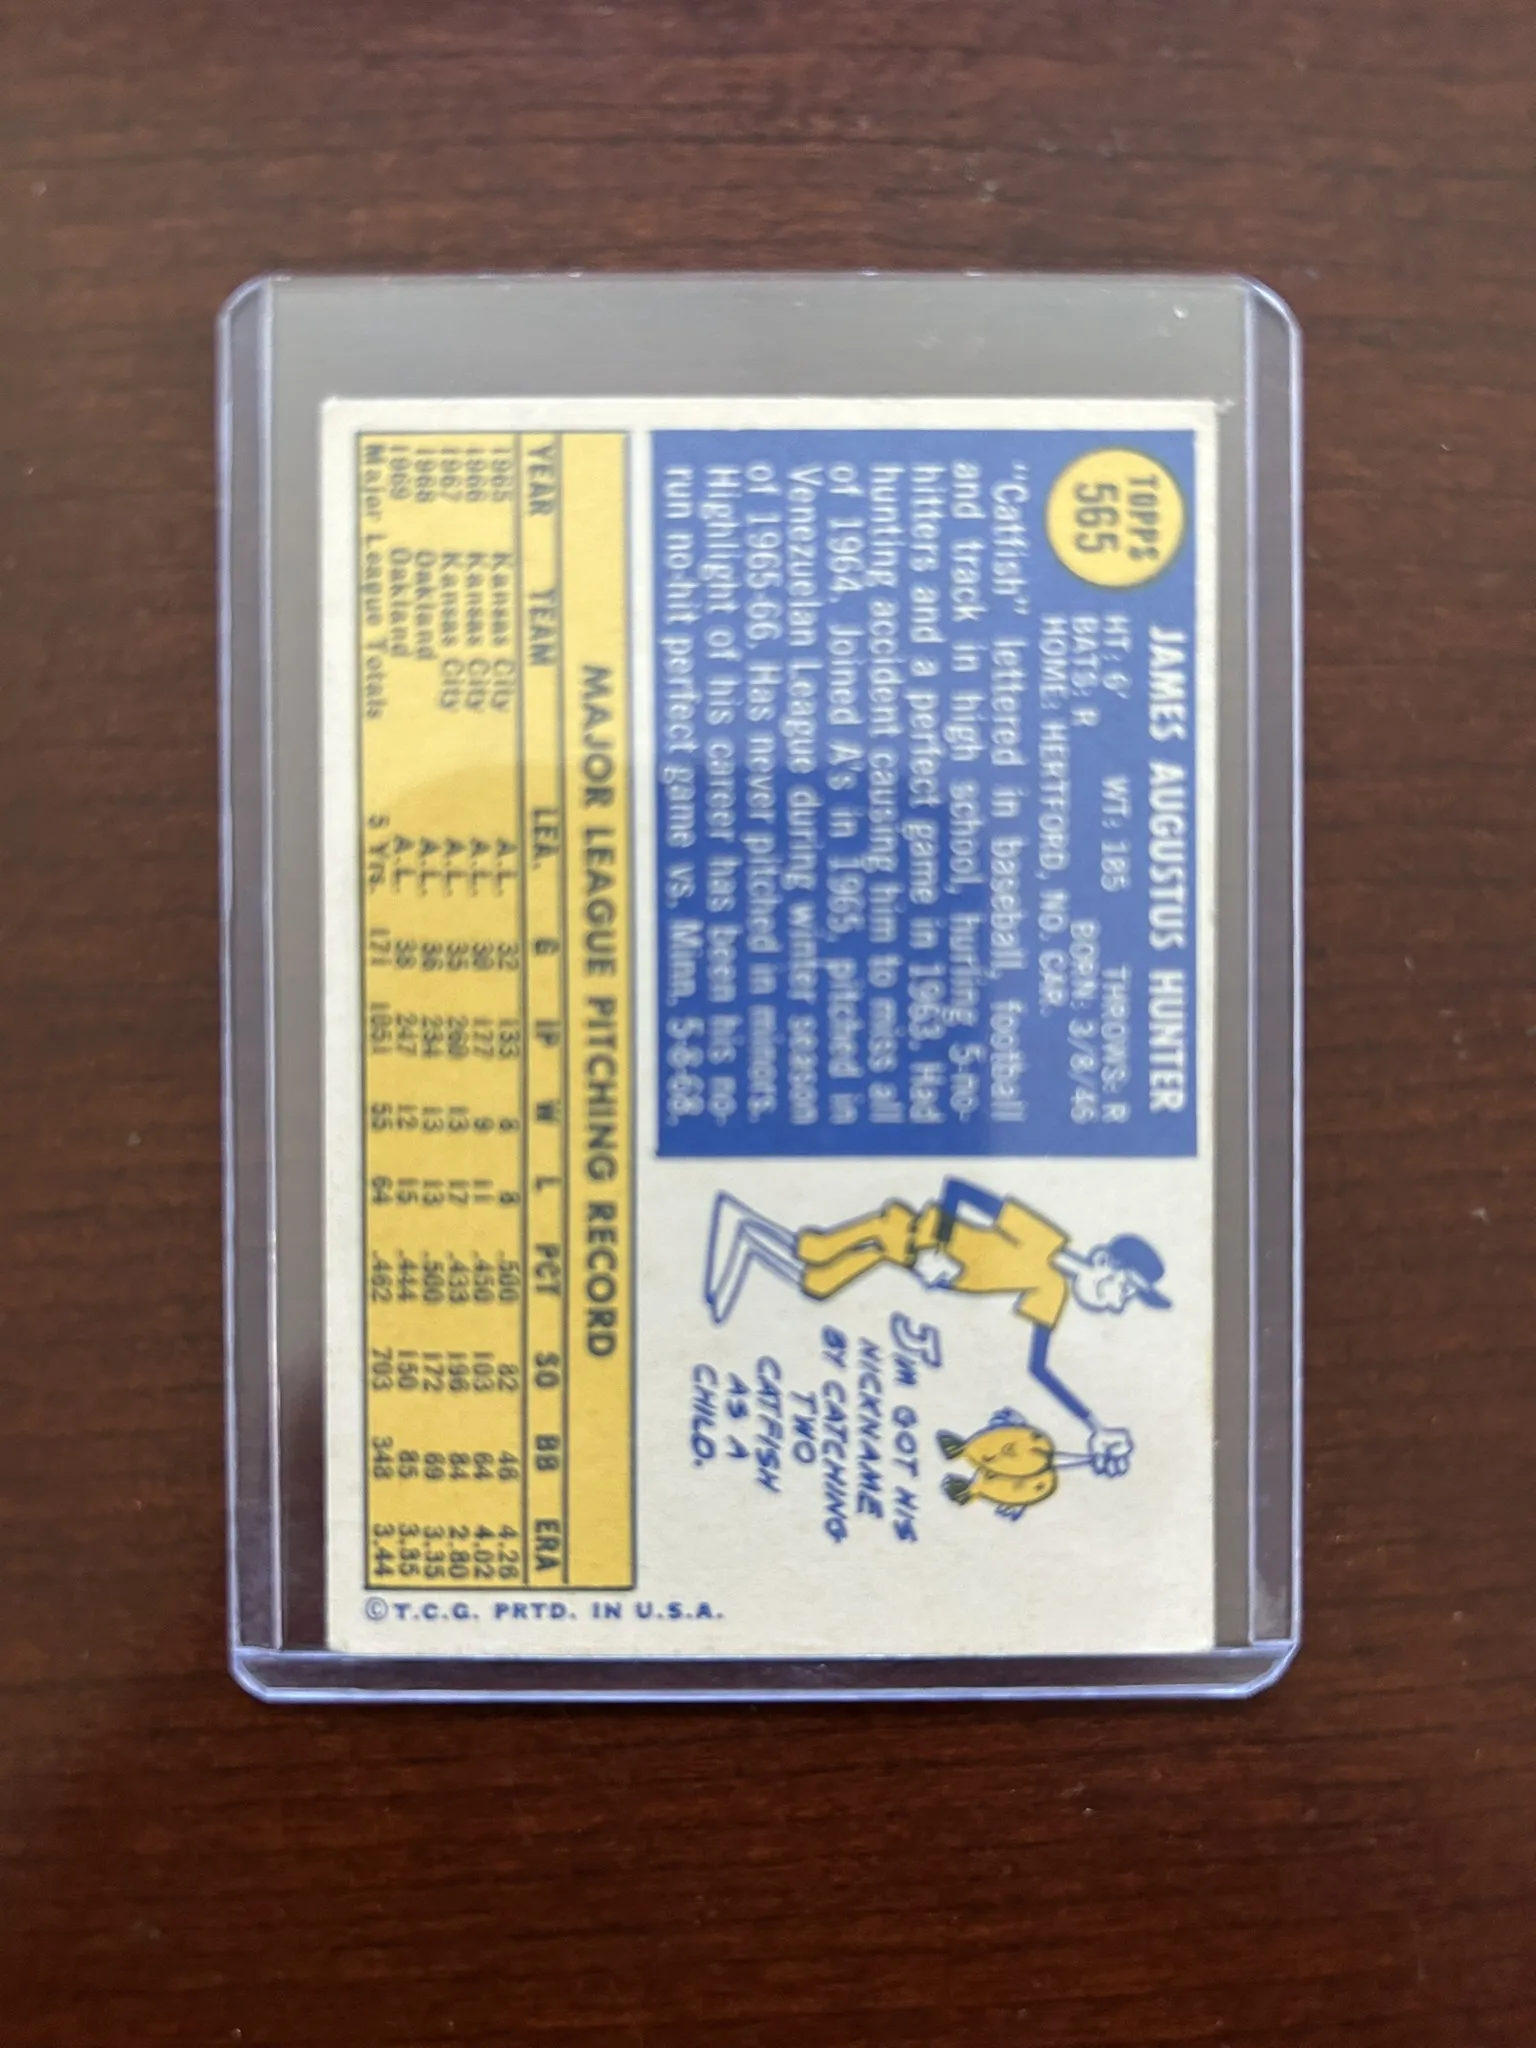 TOPPS
565
JAMES AUGUSTUS HUNTER
HT: 6' WT: 185 THROWS: R
BATS: R BORN: 3/8/46
HOME: HERTFORD, NO. CAR.
"Catfish" lettered in baseball, football
and track in high school, hurling 5-no-
hitters and a perfect game in 1963. Had
hunting accident causing him to miss all
of 1964. Joined A's in 1965, pitched in
Venezuelan League during winter season
of 1965-66. Has never pitched in minors.
Highlight of his career has been his no-
run no-hit perfect game vs. Minn. 5-8-68.
JIM GOT HIS
NICKNAME
BY CATCHING
TWO
CATFISH
AS A
CHILD.
MAJOR LEAGUE PITCHING RECORD
YEAR TEAM LEA. G IP W L PCT SO BB ERA
1965 Kansas City A.L. 32 133 8 8 .500 82 46 4.26
1966 Kansas City A.L. 30 177 9 11 .450 103 64 4.02
1967 Kansas City A.L. 35 260 13 17 .433 196 84 2.80
1968 Oakland A.L. 36 234 13 13 .500 172 69 3.35
1969 Oakland A.L. 38 247 12 15 .444 150 85 3.35
Major League Totals 5 Yrs. 171 1051 55 64 .462 703 348 3.44
© T.C.G. PRTD. IN U.S.A.